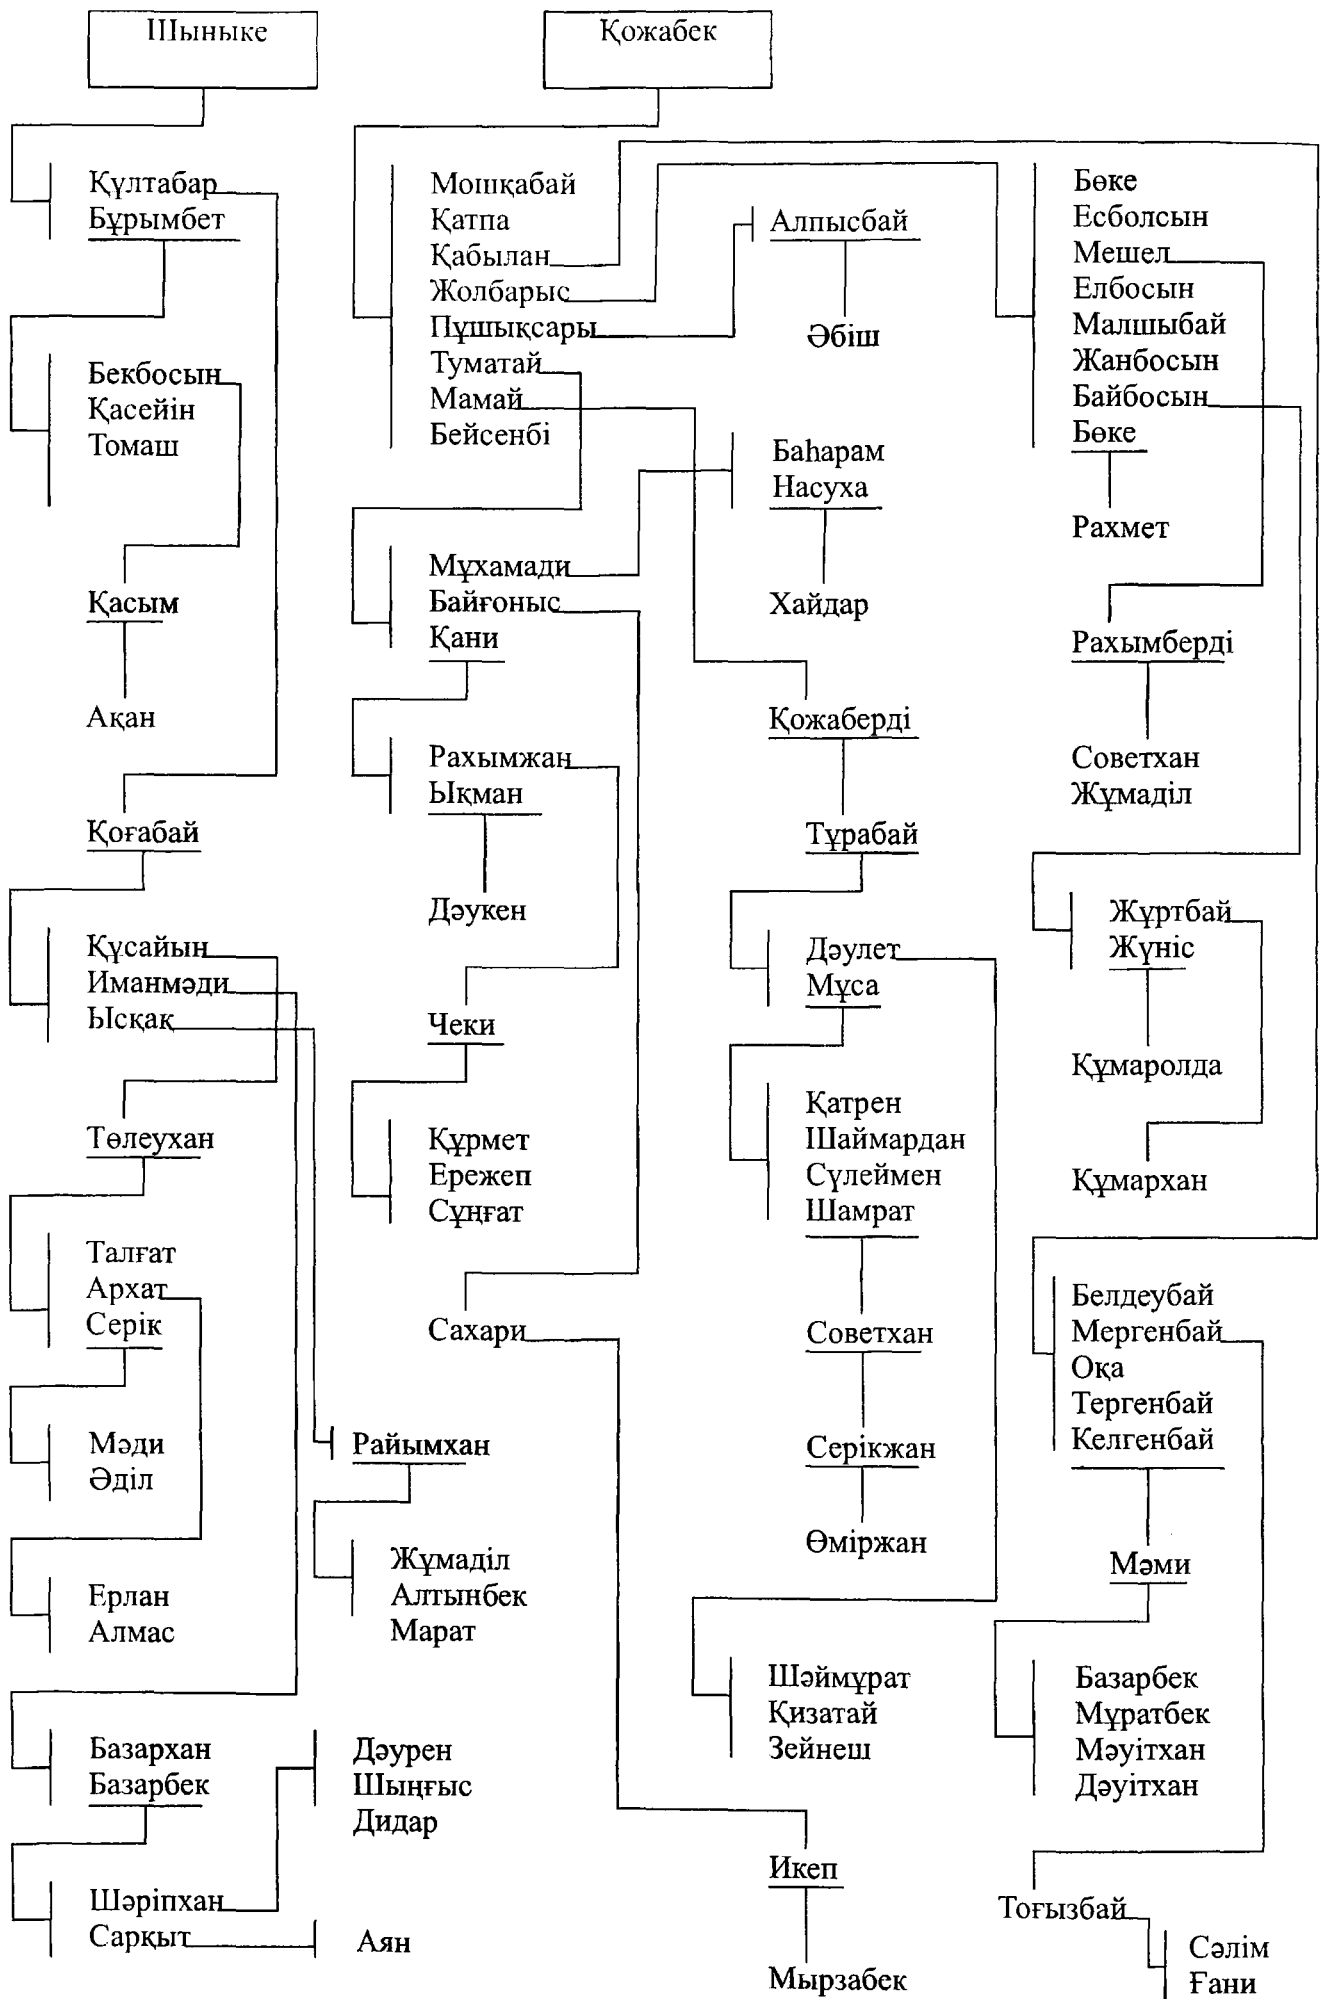 Шыныке
Қожабек
Құлтабар
Бұрымбет
Бекбосын
Қасейін
Томаш
Қасым
Ақан
Қоғабай
Құсайын
Иманмәди
Ысқақ
Төлеухан
Талғат
Архат
Серік
Мәди
Әділ
Ерлан
Алмас
Базархан
Базарбек
Шәріпхан
Сарқыт
Мошқабай
Қатпа
Қабылан
Жолбарыс
Пұшықсары
Туматай
Мамай
Бейсенбі
Мұхамади
Байғоныс
Қани
Рахымжан
Ықман
Дәукен
Чеки
Құрмет
Ережеп
Сұңғат
Сахари
Райымхан
Жұмаділ
Алтынбек
Марат
Дәурен
Шыңғыс
Дидар
Аян
Алпысбай
Әбіш
Баһарам
Насуха
Хайдар
Қожаберді
Тұрабай
Дәулет
Мұса
Қатрен
Шаймардан
Сүлеймен
Шамрат
Советхан
Серікжан
Өміржан
Шәймұрат
Қизатай
Зейнеш
Икеп
Мырзабек
Бөке
Есболсын
Мешел
Елбосын
Малшыбай
Жанбосын
Байбосын
Бөке
Рахмет
Рахымберді
Советхан
Жұмаділ
Жұртбай
Жүніс
Құмаролда
Құмархан
Белдеубай
Мергенбай
Оқа
Тергенбай
Келгенбай
Мәми
Базарбек
Мұратбек
Мәуітхан
Дәуітхан
Тоғызбай
Сәлім
Ғани